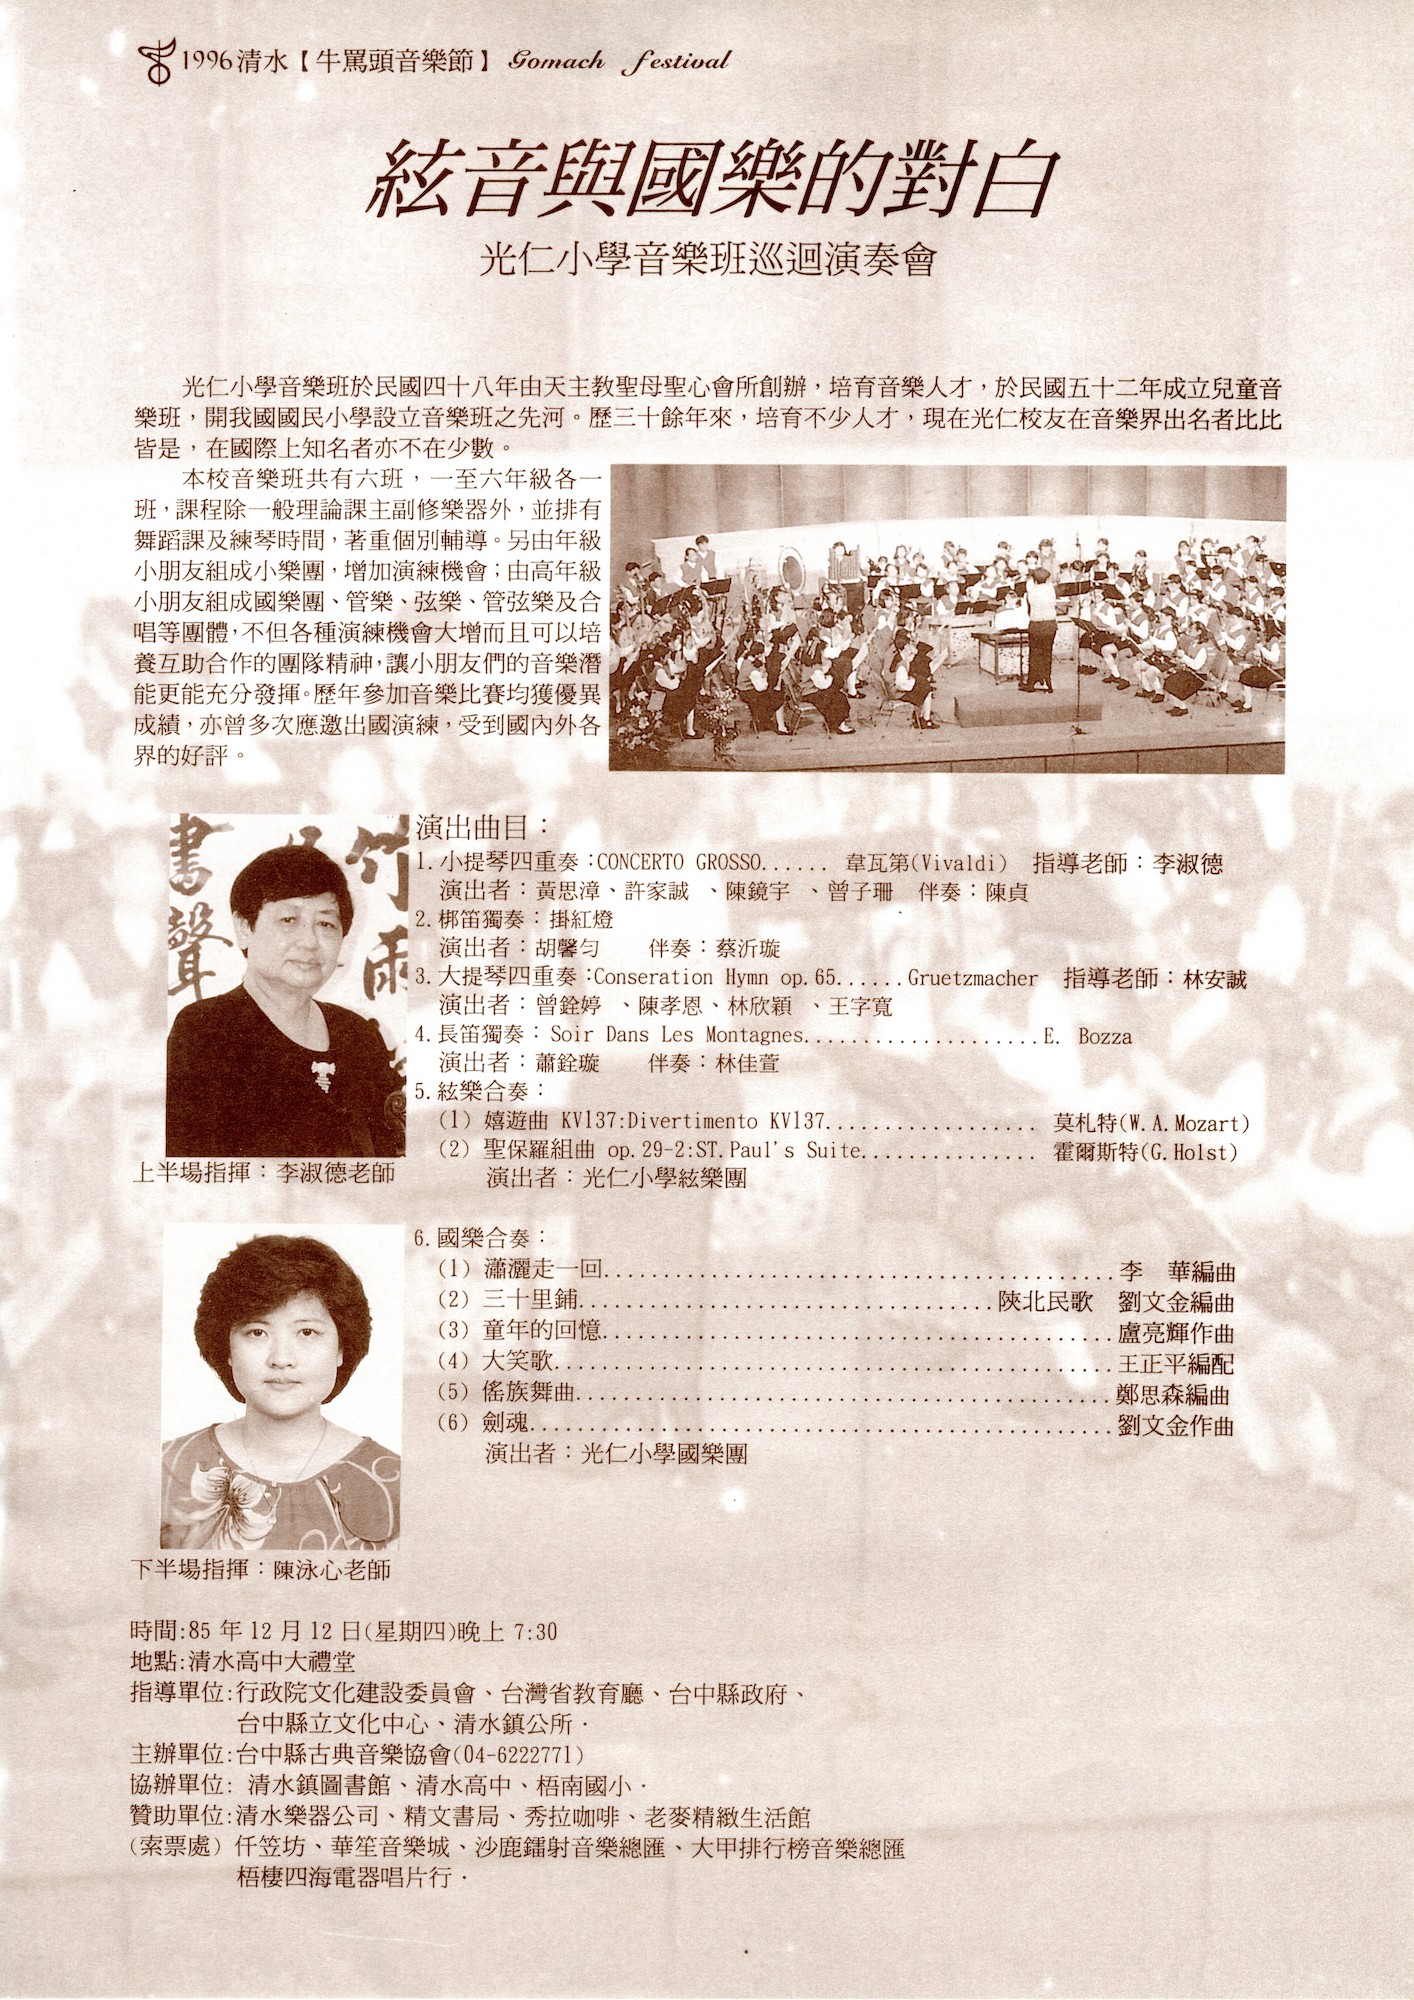 1996清水【牛罵頭音樂節】 Gomach festival
絃音與國樂的對白
光仁小學音樂班巡迴演奏會
光仁小學音樂班於民國四十八年由天主教聖母聖心會所創辦，培育音樂人才，於民國五十二年成立兒童音
樂班，開我國國民小學設立音樂班之先河。歷三十餘年來，培育不少人才，現在光仁校友在音樂界出名者比比
皆是，在國際上知名者亦不在少數。
本校音樂班共有六班，一至六年級各一
班，課程除一般理論課主副修樂器外，並排有
舞蹈課及練琴時間，著重個別輔導。另由年級
小朋友組成小樂團，增加演練機會；由高年級
小朋友組成國樂團、管樂、弦樂、管弦樂及合
唱等團體，不但各種演練機會大增而且可以培
養互助合作的團隊精神，讓小朋友們的音樂潛
能更能充分發揮。歷年參加音樂比賽均獲優異
成績，亦曾多次應邀出國演練，受到國內外各
界的好評。
演出曲目：
1.小提琴四重奏：CONCERTO GROSSO...... 韋瓦第(Vivaldi) 指導老師：李淑德
演出者：黃思漳、許家誠 、陳鏡宇 、曾子珊 伴奏：陳貞
2.梆笛獨奏：掛紅燈
演出者：胡馨勻 伴奏：蔡沂璇
3.大提琴四重奏：Conseration Hymn op.65......Gruetzmacher 指導老師：林安誠
演出者：曾銓婷 、陳孝恩、林欣穎 、王字寬
4.長笛獨奏：Soir Dans Les Montagnes.....................E. Bozza
演出者：蕭銓璇 伴奏：林佳萱
5.絃樂合奏：
(1) 嬉遊曲 KV137:Divertimento KV137.................. 莫札特(W.A.Mozart)
(2) 聖保羅組曲 op.29-2:ST.Paul's Suite............... 霍爾斯特(G.Holst)
演出者：光仁小學絃樂團
上半場指揮：李淑德老師
6.國樂合奏：
(1) 瀟灑走一回............................................李 華編曲
(2) 三十里鋪...................................陝北民歌 劉文金編曲
(3) 童年的回憶............................................盧亮輝作曲
(4) 大笑歌................................................王正平編配
(5) 傜族舞曲..............................................鄭思森編曲
(6) 劍魂..................................................劉文金作曲
演出者：光仁小學國樂團
下半場指揮：陳泳心老師
時間:85 年 12 月 12 日(星期四)晚上 7:30
地點:清水高中大禮堂
指導單位:行政院文化建設委員會、台灣省教育廳、台中縣政府、
台中縣立文化中心、清水鎮公所．
主辦單位:台中縣古典音樂協會(04-6222771)
協辦單位: 清水鎮圖書館、清水高中、梧南國小．
贊助單位:清水樂器公司、精文書局、秀拉咖啡、老麥精緻生活館
(索票處) 仟笠坊、華笙音樂城、沙鹿鐳射音樂總匯、大甲排行榜音樂總匯
梧棲四海電器唱片行．